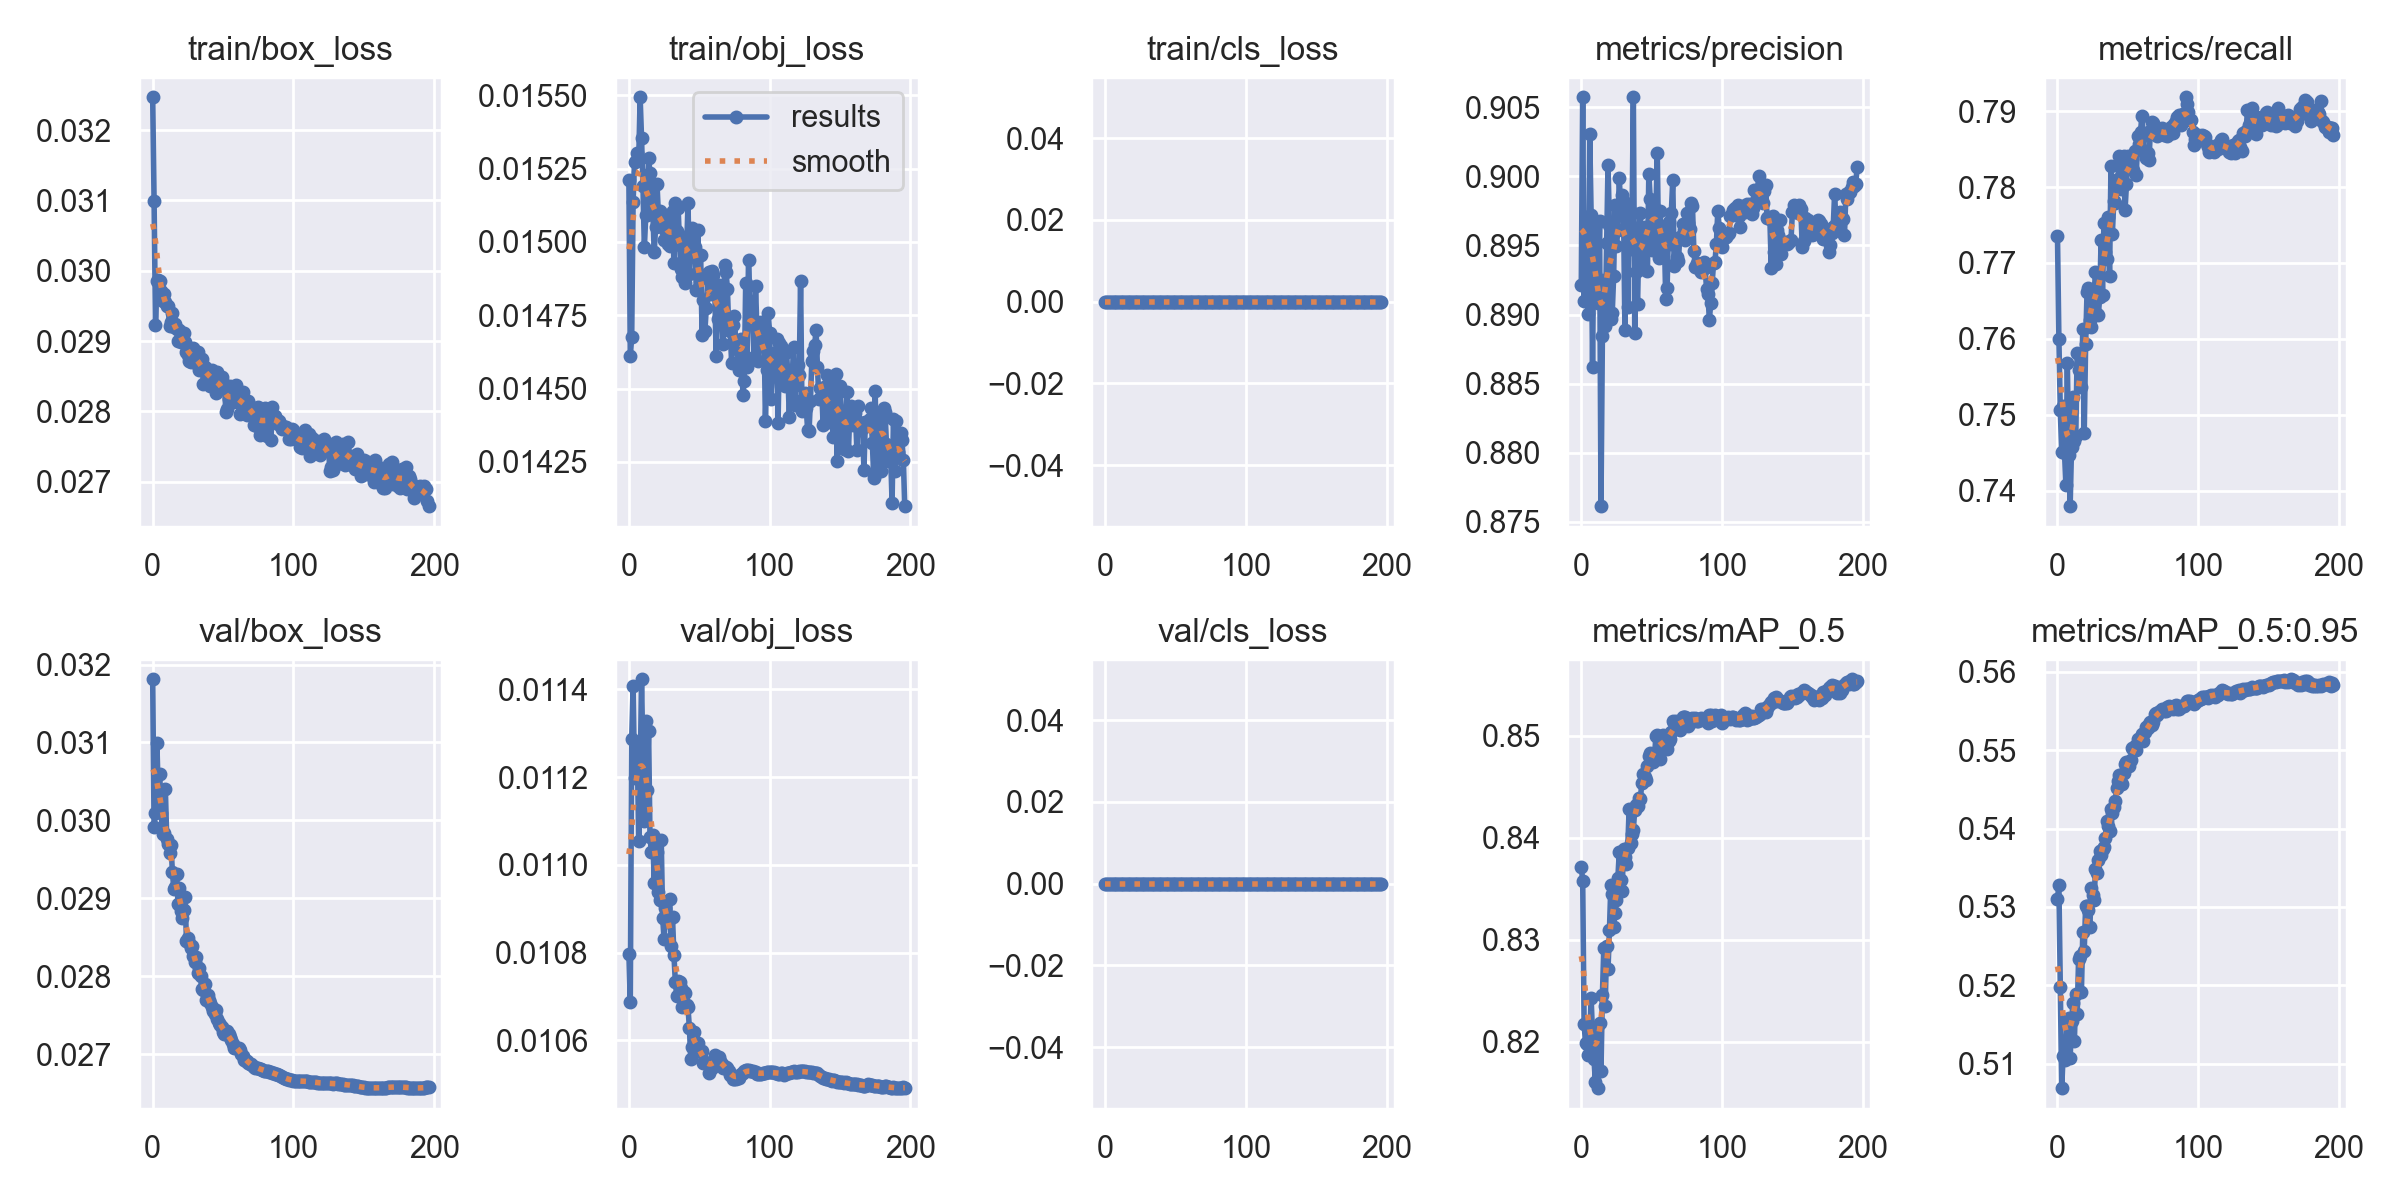 train/box_loss
0.032
0.031
0.030
0.029
0.028
0.027
0 100 200
train/obj_loss
results
smooth
0.01550
0.01525
0.01500
0.01475
0.01450
0.01425
0 100 200
train/cls_loss
0.04
0.02
0.00
−0.02
−0.04
0 100 200
metrics/precision
0.905
0.900
0.895
0.890
0.885
0.880
0.875
0 100 200
metrics/recall
0.79
0.78
0.77
0.76
0.75
0.74
0 100 200
val/box_loss
0.032
0.031
0.030
0.029
0.028
0.027
0 100 200
val/obj_loss
0.0114
0.0112
0.0110
0.0108
0.0106
0 100 200
val/cls_loss
0.04
0.02
0.00
−0.02
−0.04
0 100 200
metrics/mAP_0.5
0.85
0.84
0.83
0.82
0 100 200
metrics/mAP_0.5:0.95
0.56
0.55
0.54
0.53
0.52
0.51
0 100 200